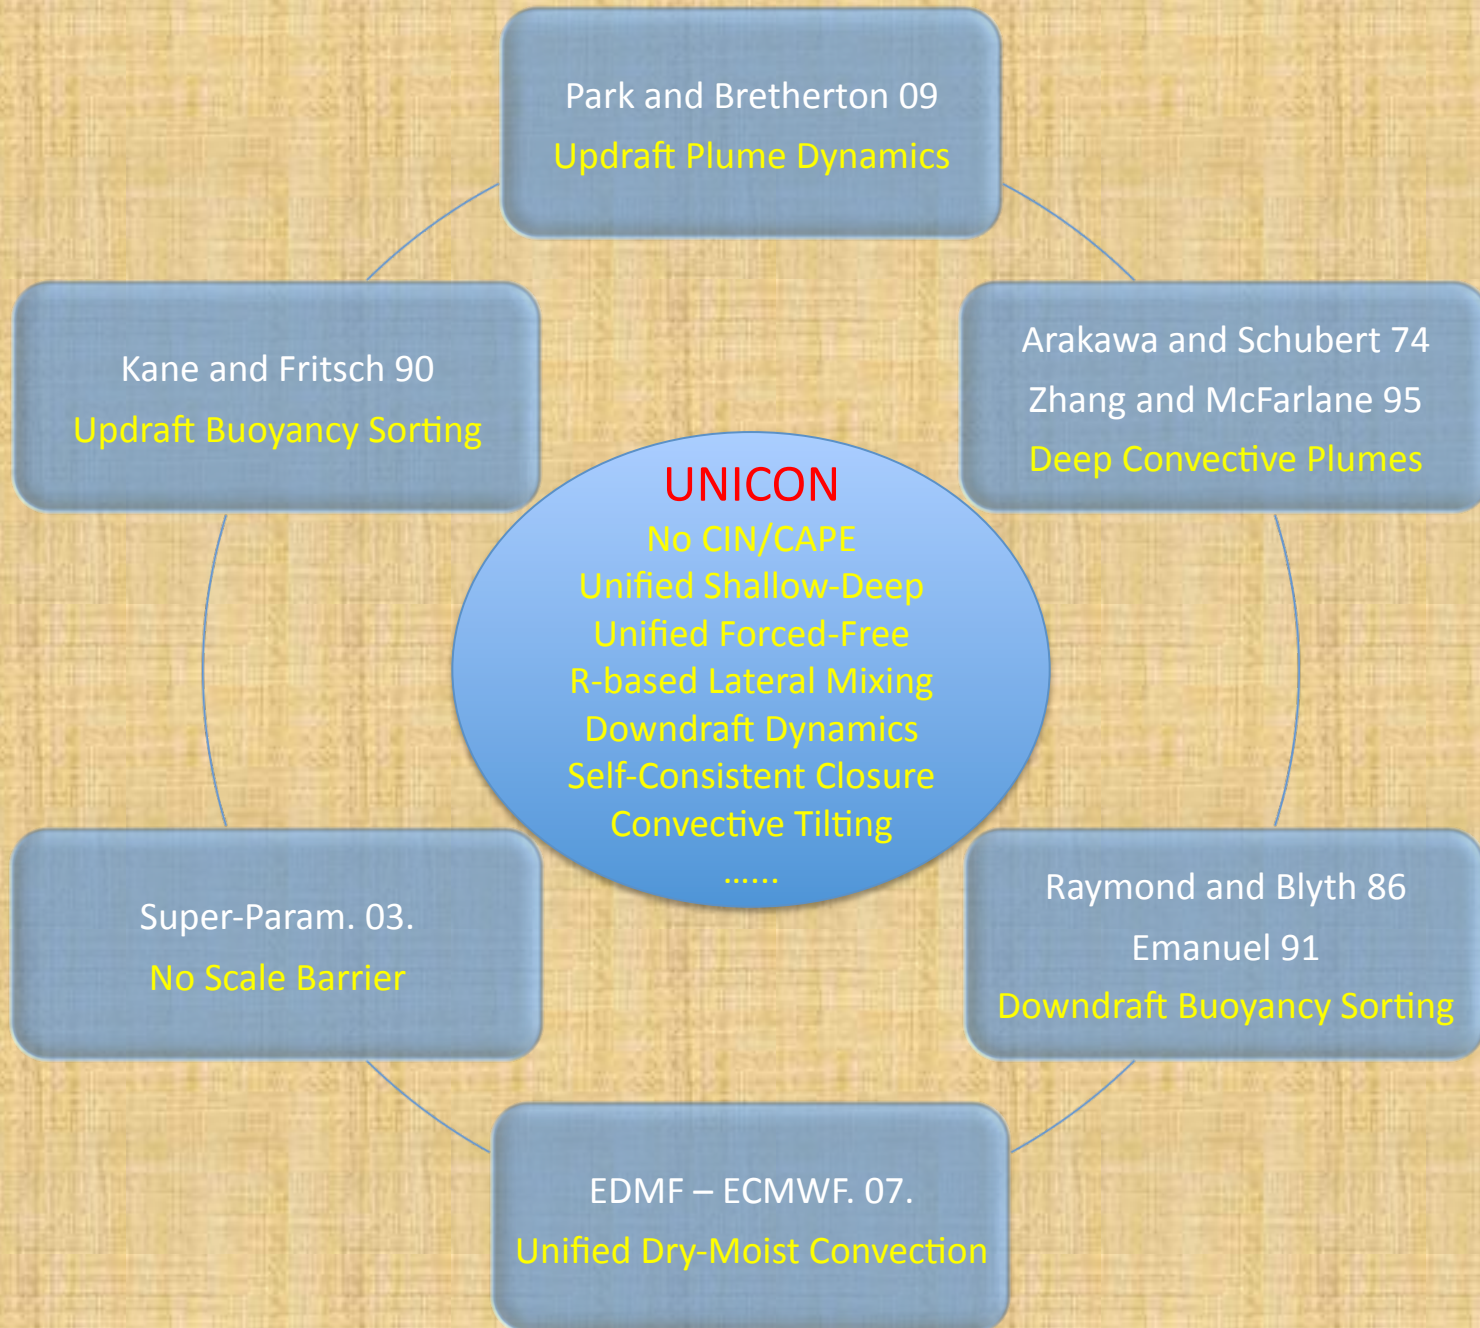 Park and Bretherton 09
Updraft Plume Dynamics
Arakawa and Schubert 74
Zhang and McFarlane 95
Deep Convective Plumes
Kane and Fritsch 90
Updraft Buoyancy Sorting
UNICON
No CIN/CAPE
Unified Shallow-Deep
Unified Forced-Free
R-based Lateral Mixing
Downdraft Dynamics
Self-Consistent Closure
Convective Tilting
…...
Raymond and Blyth 86
Emanuel 91
Downdraft Buoyancy Sorting
Super-Param. 03.
No Scale Barrier
EDMF – ECMWF. 07.
Unified Dry-Moist Convection